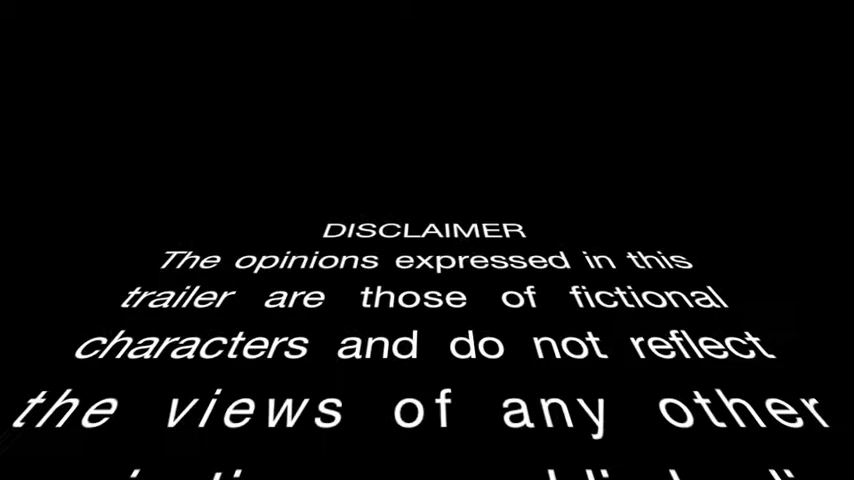 DISCLAIMER
The opinions expressed in this
trailer are those of fictional
characters and do not reflect
the views of any other